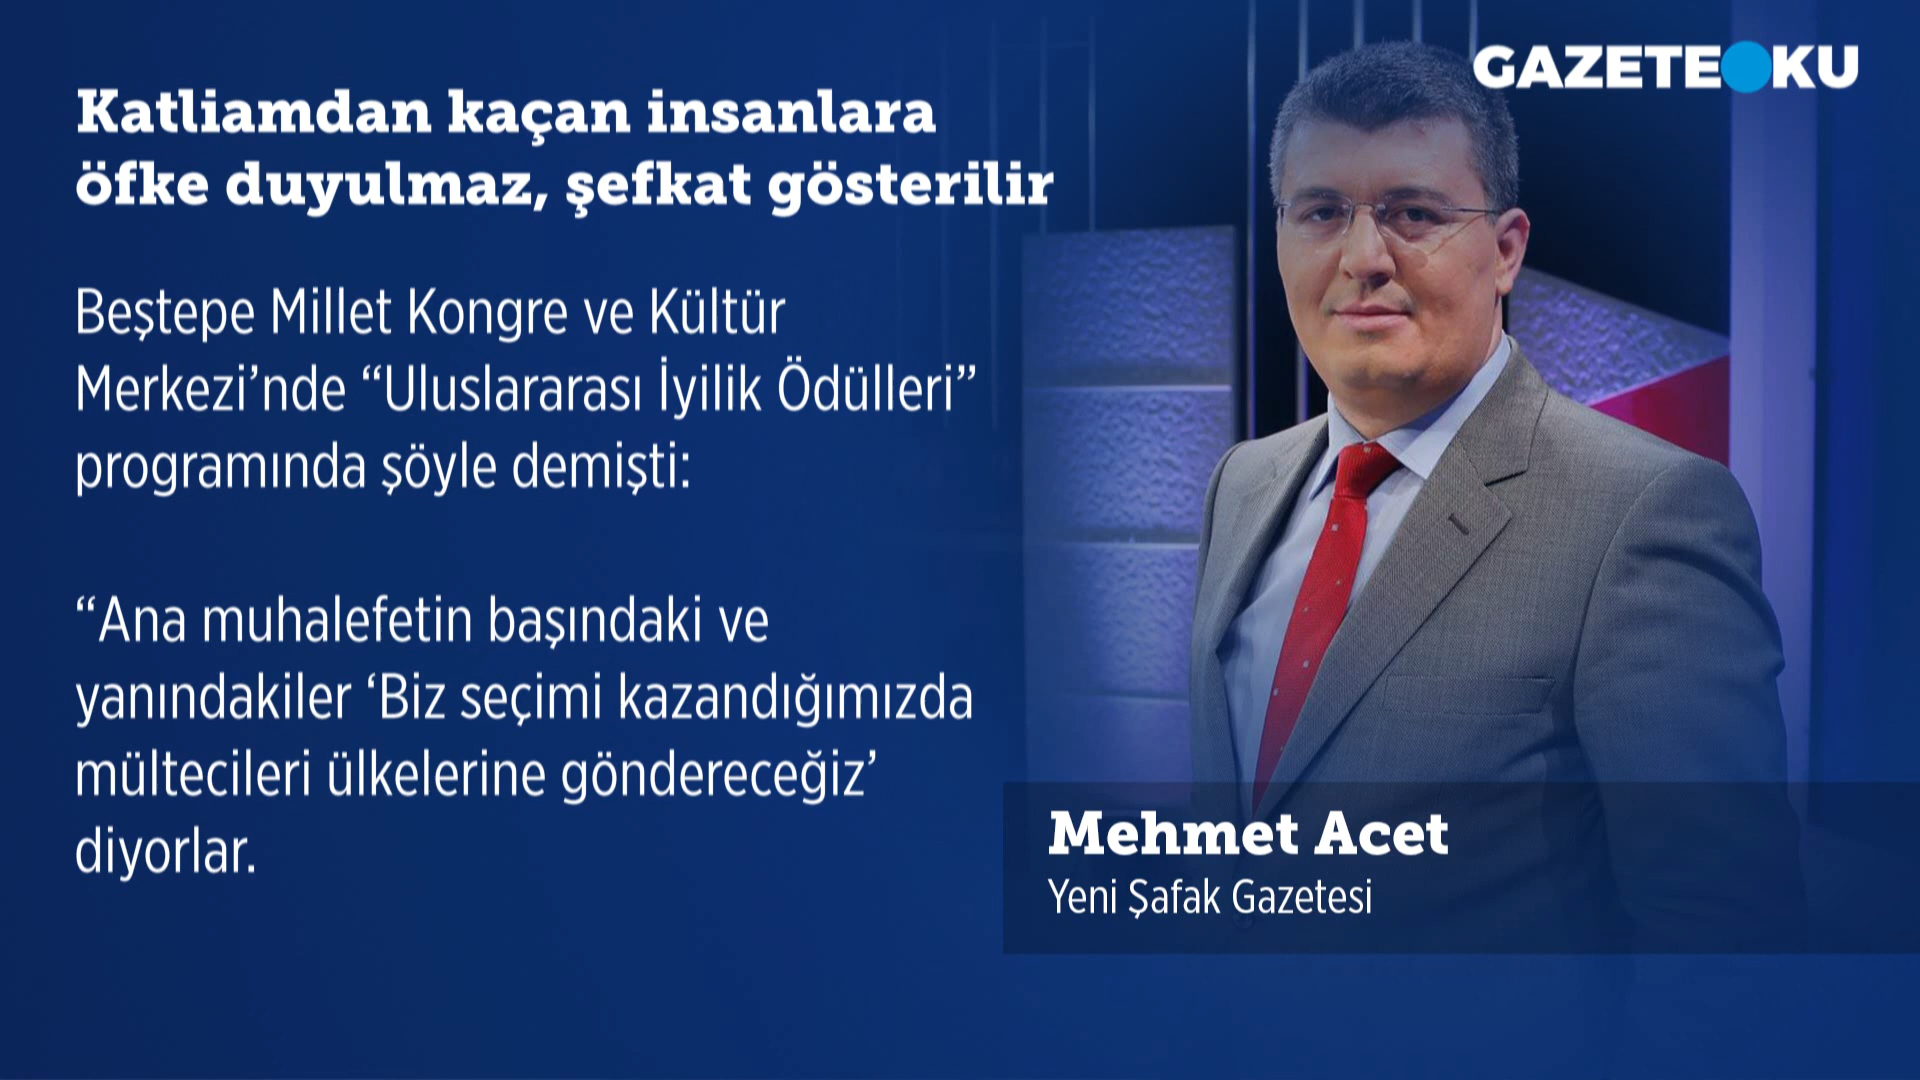 GAZETE KU
Katliamdan kaçan insanlara
öfke duyulmaz, şefkat gösterilir
Beştepe Millet Kongre ve Kültür
Merkezi’nde “Uluslararası İyilik Ödülleri”
programında şöyle demişti:
“Ana muhalefetin başındaki ve
yanındakiler ‘Biz seçimi kazandığımızda
mültecileri ülkelerine göndereceğiz’
diyorlar.
Mehmet Acet
Yeni Şafak Gazetesi